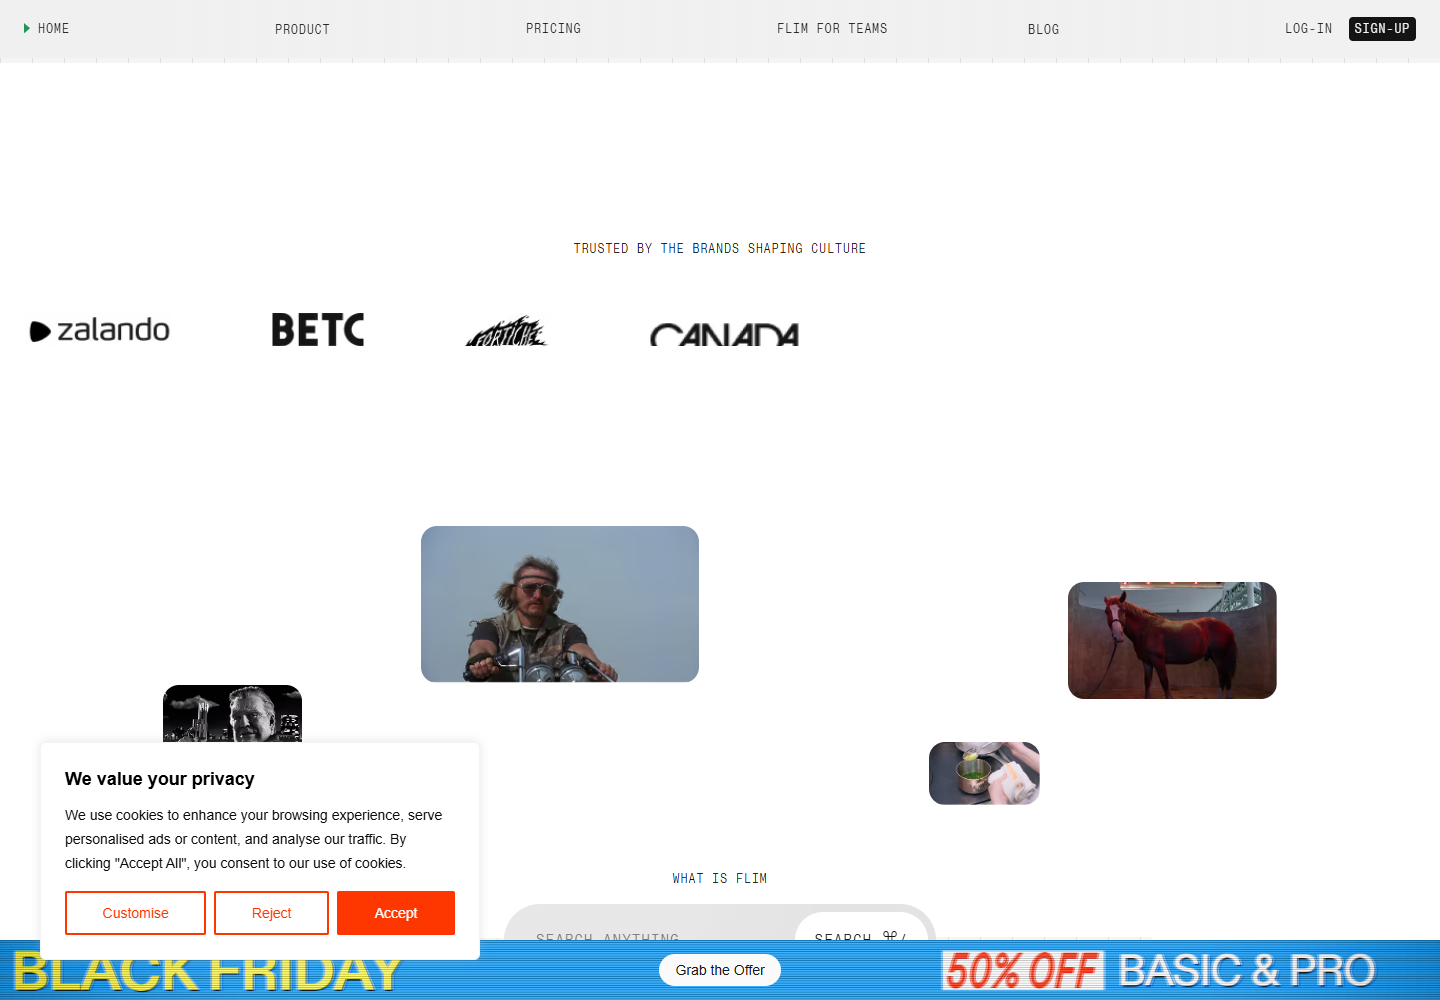 HOME
PRODUCT
PRICING
FLIM FOR TEAMS
BLOG
LOG-IN
SIGN-UP
TRUSTED BY THE BRANDS SHAPING CULTURE
zalando
BETC
FORTICHE
CANADA
We value your privacy
We use cookies to enhance your browsing experience, serve
personalised ads or content, and analyse our traffic. By
clicking "Accept All", you consent to our use of cookies.
Customise
Reject
Accept
WHAT IS FLIM
SEARCH ANYTHING
SEARCH ⌘/
BLACK FRIDAY
Grab the Offer
50% OFF BASIC & PRO